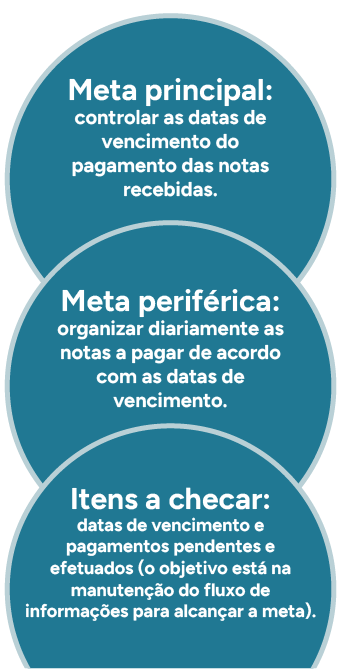 Meta principal:
controlar as datas de
vencimento do
pagamento das notas
recebidas.
Meta periférica:
organizar diariamente as
notas a pagar de acordo
com as datas de
vencimento.
Itens a checar:
datas de vencimento e
pagamentos pendentes e
efetuados (o objetivo está na
manutenção do fluxo de
informações para alcançar a meta).